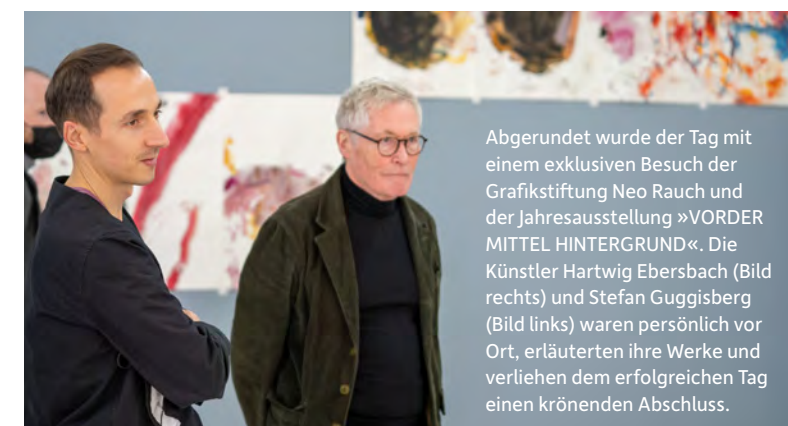 Abgerundet wurde der Tag mit
einem exklusiven Besuch der
Grafikstiftung Neo Rauch und
der Jahresausstellung »VORDER
MITTEL HINTERGRUND«. Die
Künstler Hartwig Ebersbach (Bild
rechts) und Stefan Guggisberg
(Bild links) waren persönlich vor
Ort, erläuterten ihre Werke und
verliehen dem erfolgreichen Tag
einen krönenden Abschluss.